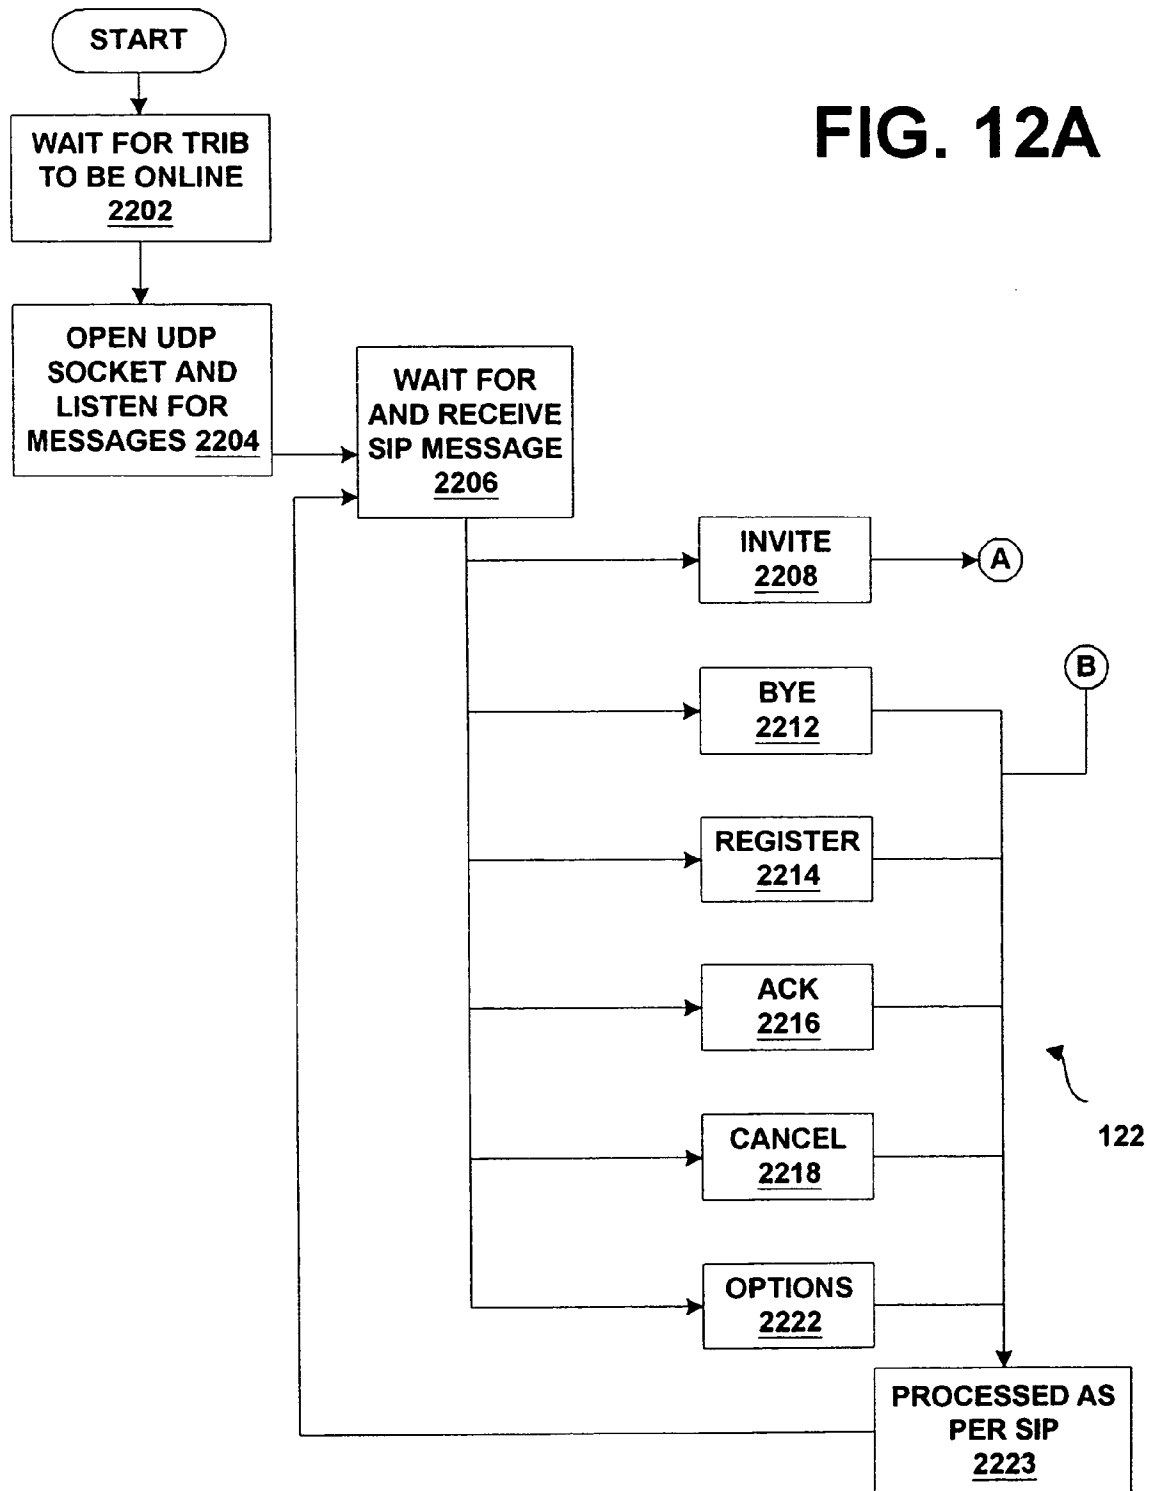 START
FIG. 12A
WAIT FOR TRIB
TO BE ONLINE
2202
OPEN UDP
SOCKET AND
LISTEN FOR
MESSAGES 2204
WAIT FOR
AND RECEIVE
SIP MESSAGE
2206
INVITE
2208
A
B
BYE
2212
REGISTER
2214
ACK
2216
122
CANCEL
2218
OPTIONS
2222
PROCESSED AS
PER SIP
2223